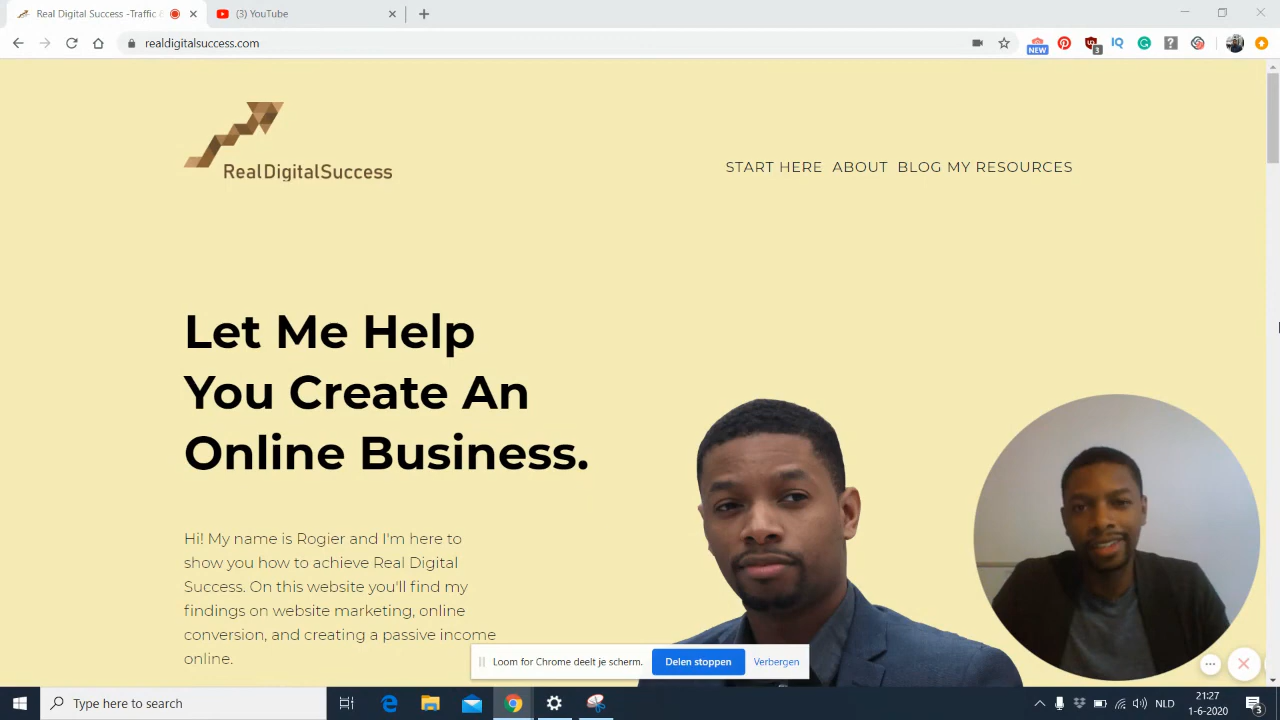 Real Digital Success -Traffic &
(3) YouTube
realdigitalsuccess.com
NEW
3
IQ
RealDigitalSuccess
START HERE ABOUT BLOG MY RESOURCES
Let Me Help
You Create An
Online Business.
Hi! My name is Rogier and I'm here to
show you how to achieve Real Digital
Success. On this website you'll find my
findings on website marketing, online
conversion, and creating a passive income
online.
Loom for Chrome deelt je scherm. Delen stoppen Verbergen
Type here to search
NLD
21:27
1-6-2020
3